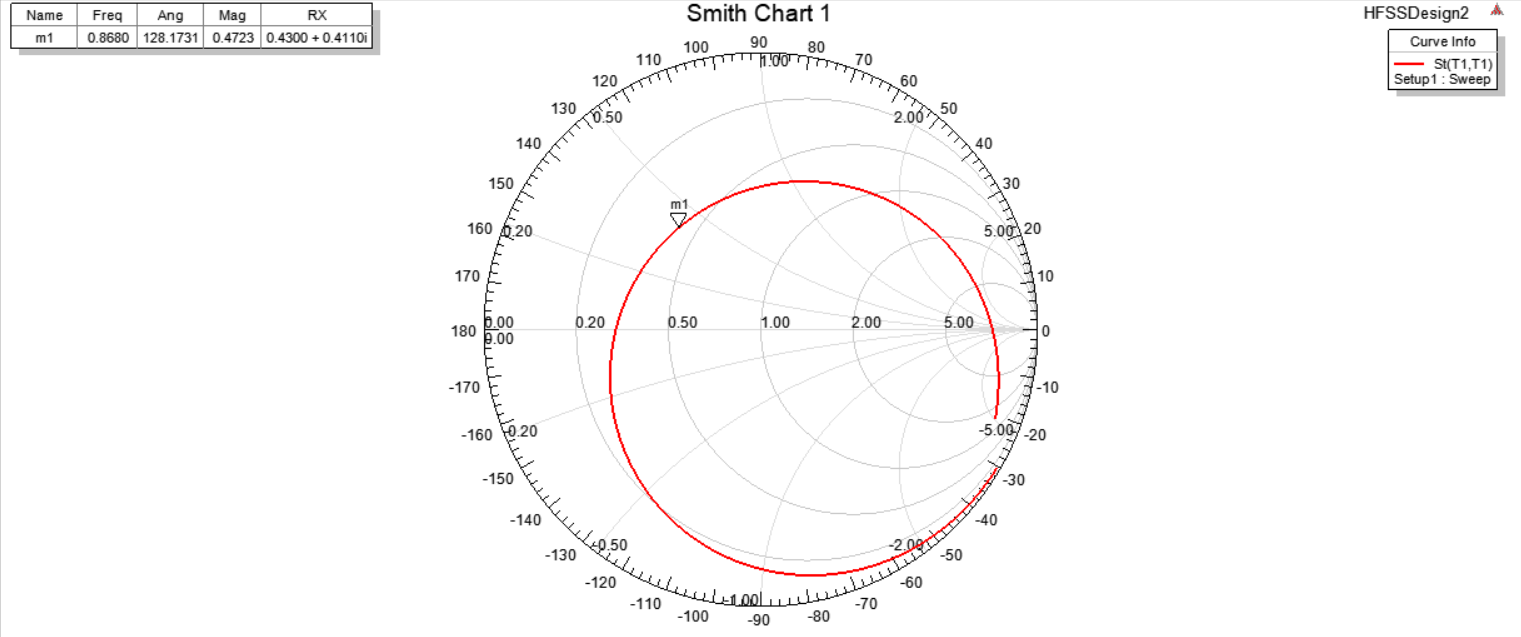 Smith Chart 1
HFSSDesign2
Name Freq Ang Mag RX
m1 0.8680 128.1731 0.4723 0.4300 + 0.4110i
Curve Info
St(T1,T1)
Setup1 : Sweep
90
100 80
1.00
110 70
120 60
130 50
0.50 2.00
140 40
150 30
m1
160 20
0.20 5.00
170 10
180 0.00 0.20 0.50 1.00 2.00 5.00 0
0.00
-170 -10
-160 0.20 -5.00 -20
-150 -30
-140 -40
-130 -0.50 -2.00 -50
-120 -60
-110 -1.00 -70
-100 -80
-90